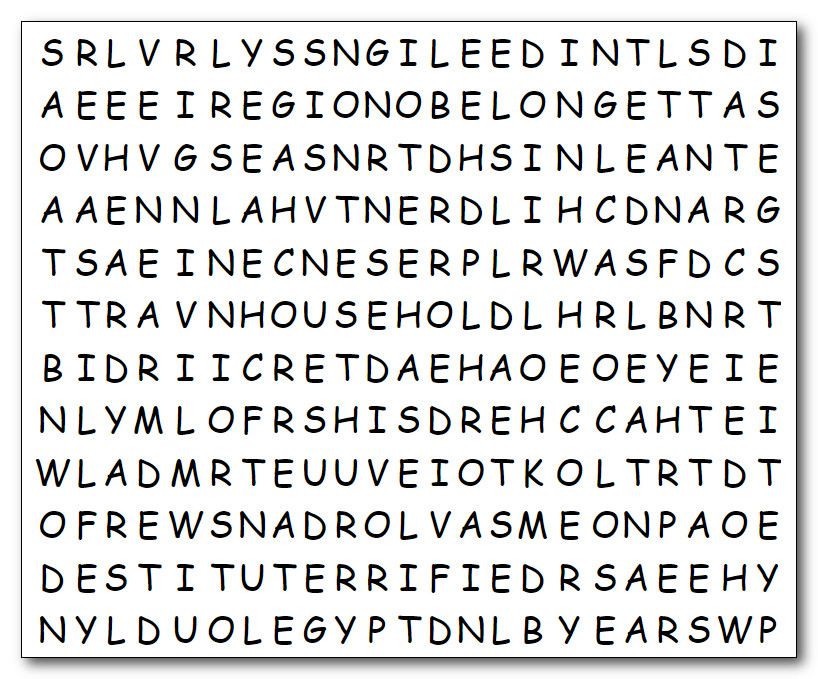 S R L V R L Y S S N G I L E E D I N T L S D I
A E E E I R E G I O N O B E L O N G E T T A S
O V H V G S E A S N R T D H S I N L E A N T E
A A E N N L A H V T N E R D L I H C D N A R G
T S A E I N E C N E S E R P L R W A S F D C S
T T R A V N H O U S E H O L D L H R L B N R T
B I D R I I C R E T D A E H A O E O E Y E I E
N L Y M L O F R S H I S D R E H C C A H T E I
W L A D M R T E U U V E I O T K O L T R T D T
O F R E W S N A D R O L V A S M E O N P A O E
D E S T I T U T E R R I F I E D R S A E E H Y
N Y L D U O L E G Y P T D N L B Y E A R S W P